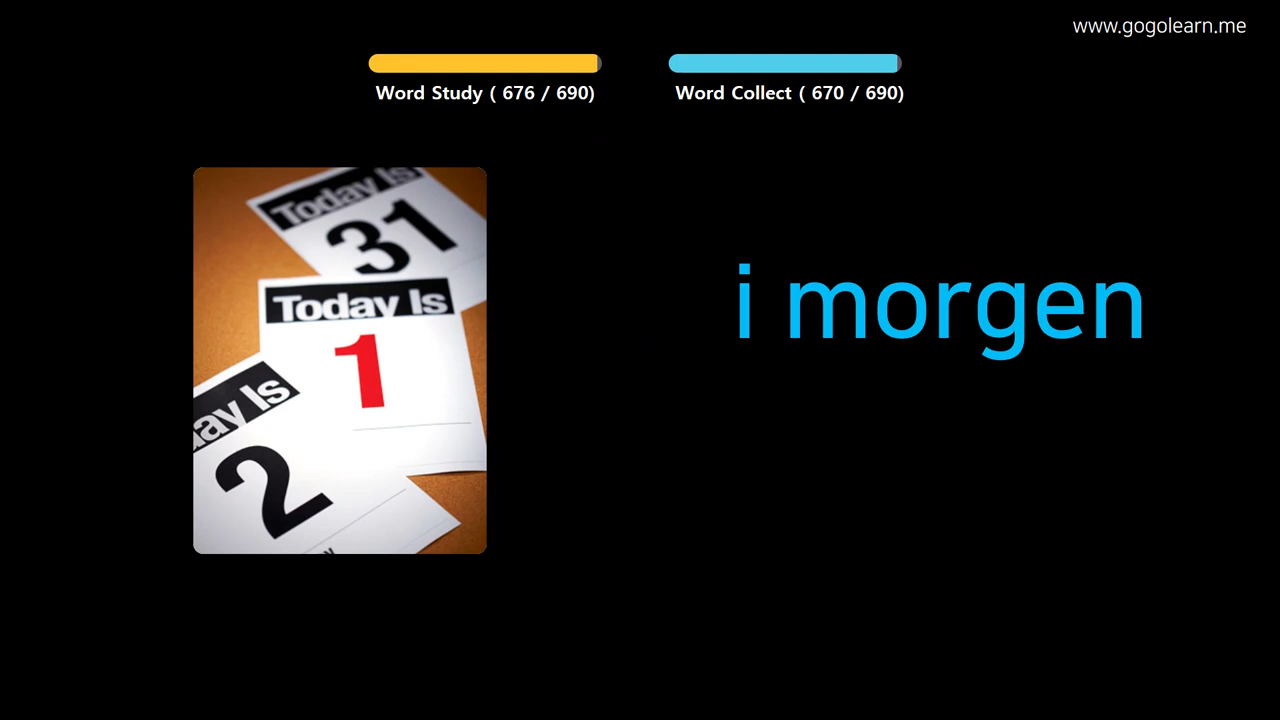 www.gogolearn.me
Word Study ( 676 / 690)
Word Collect ( 670 / 690)
Today Is
31
Today Is
1
i morgen
ay Is
2